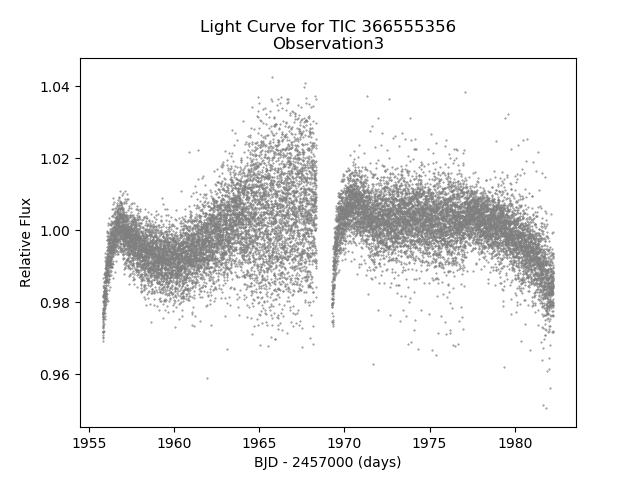 Light Curve for TIC 366555356
Observation3
1.04
1.02
1.00
0.98
0.96
Relative Flux
1955
1960
1965
1970
1975
1980
BJD - 2457000 (days)